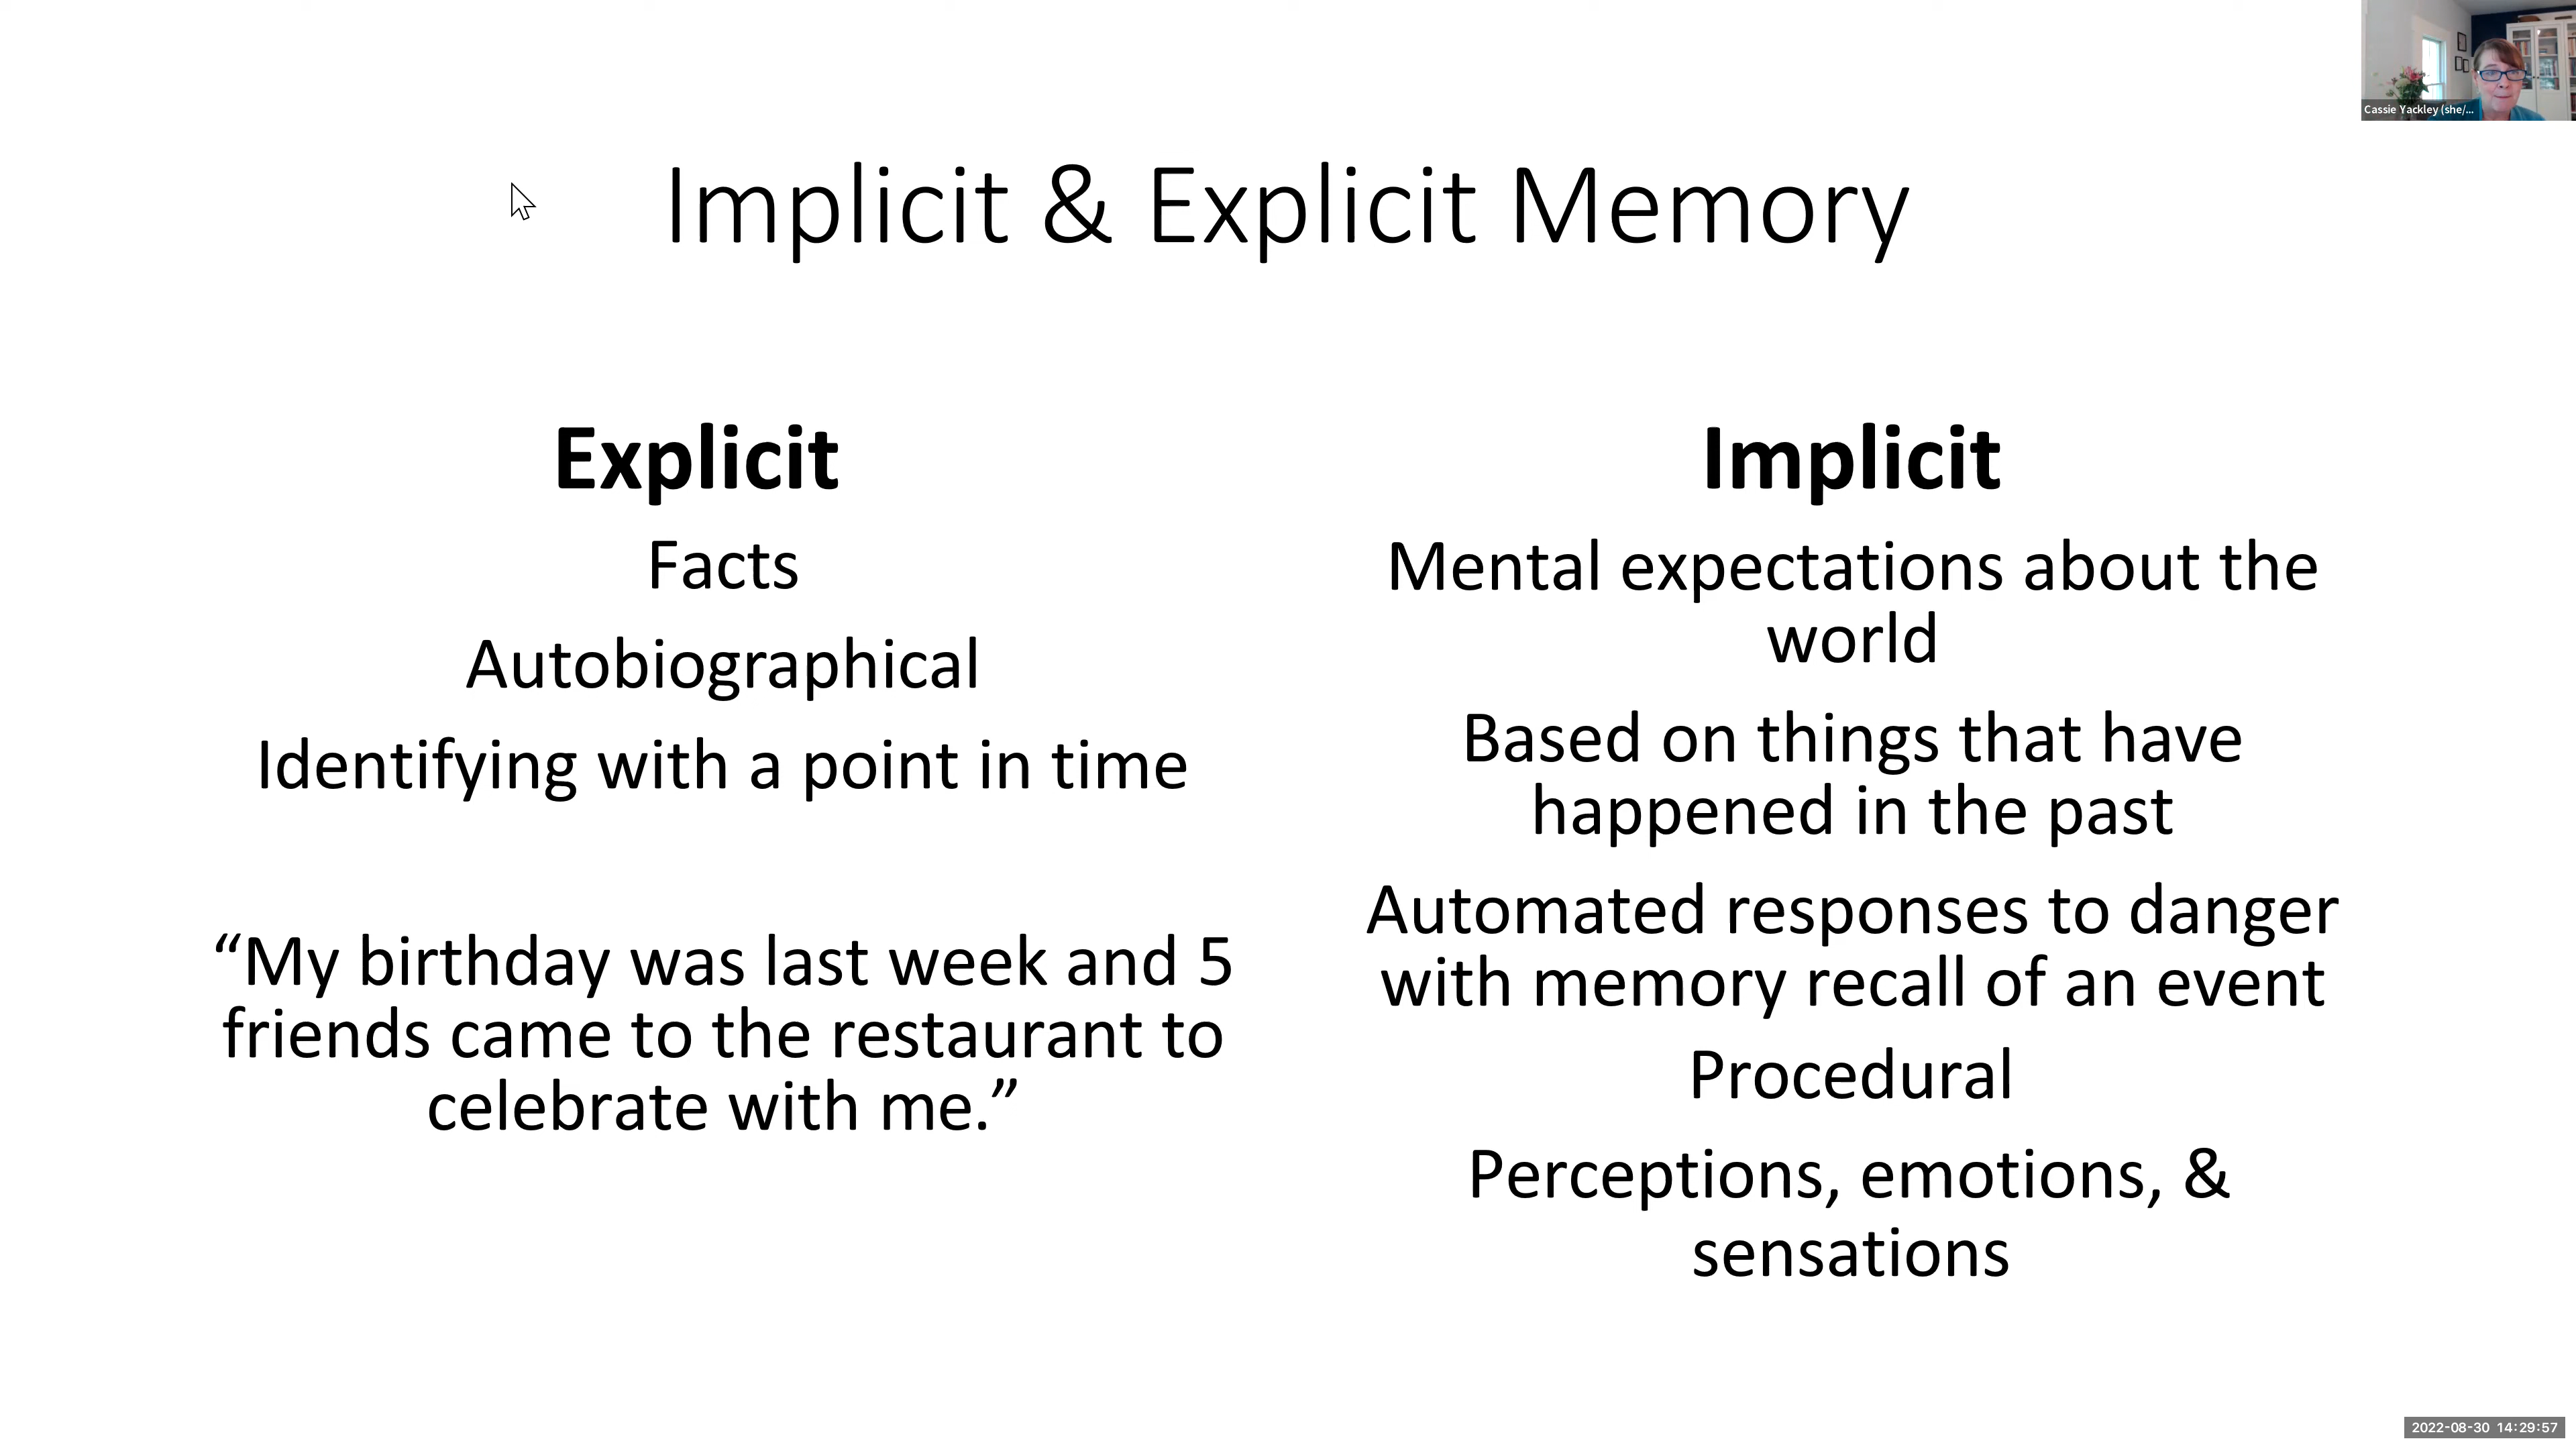 Cassie Yackley (she/...
Implicit & Explicit Memory
Explicit
Facts
Autobiographical
Identifying with a point in time
“My birthday was last week and 5
friends came to the restaurant to
celebrate with me.”
Implicit
Mental expectations about the
world
Based on things that have
happened in the past
Automated responses to danger
with memory recall of an event
Procedural
Perceptions, emotions, &
sensations
2022-08-30 14:29:57